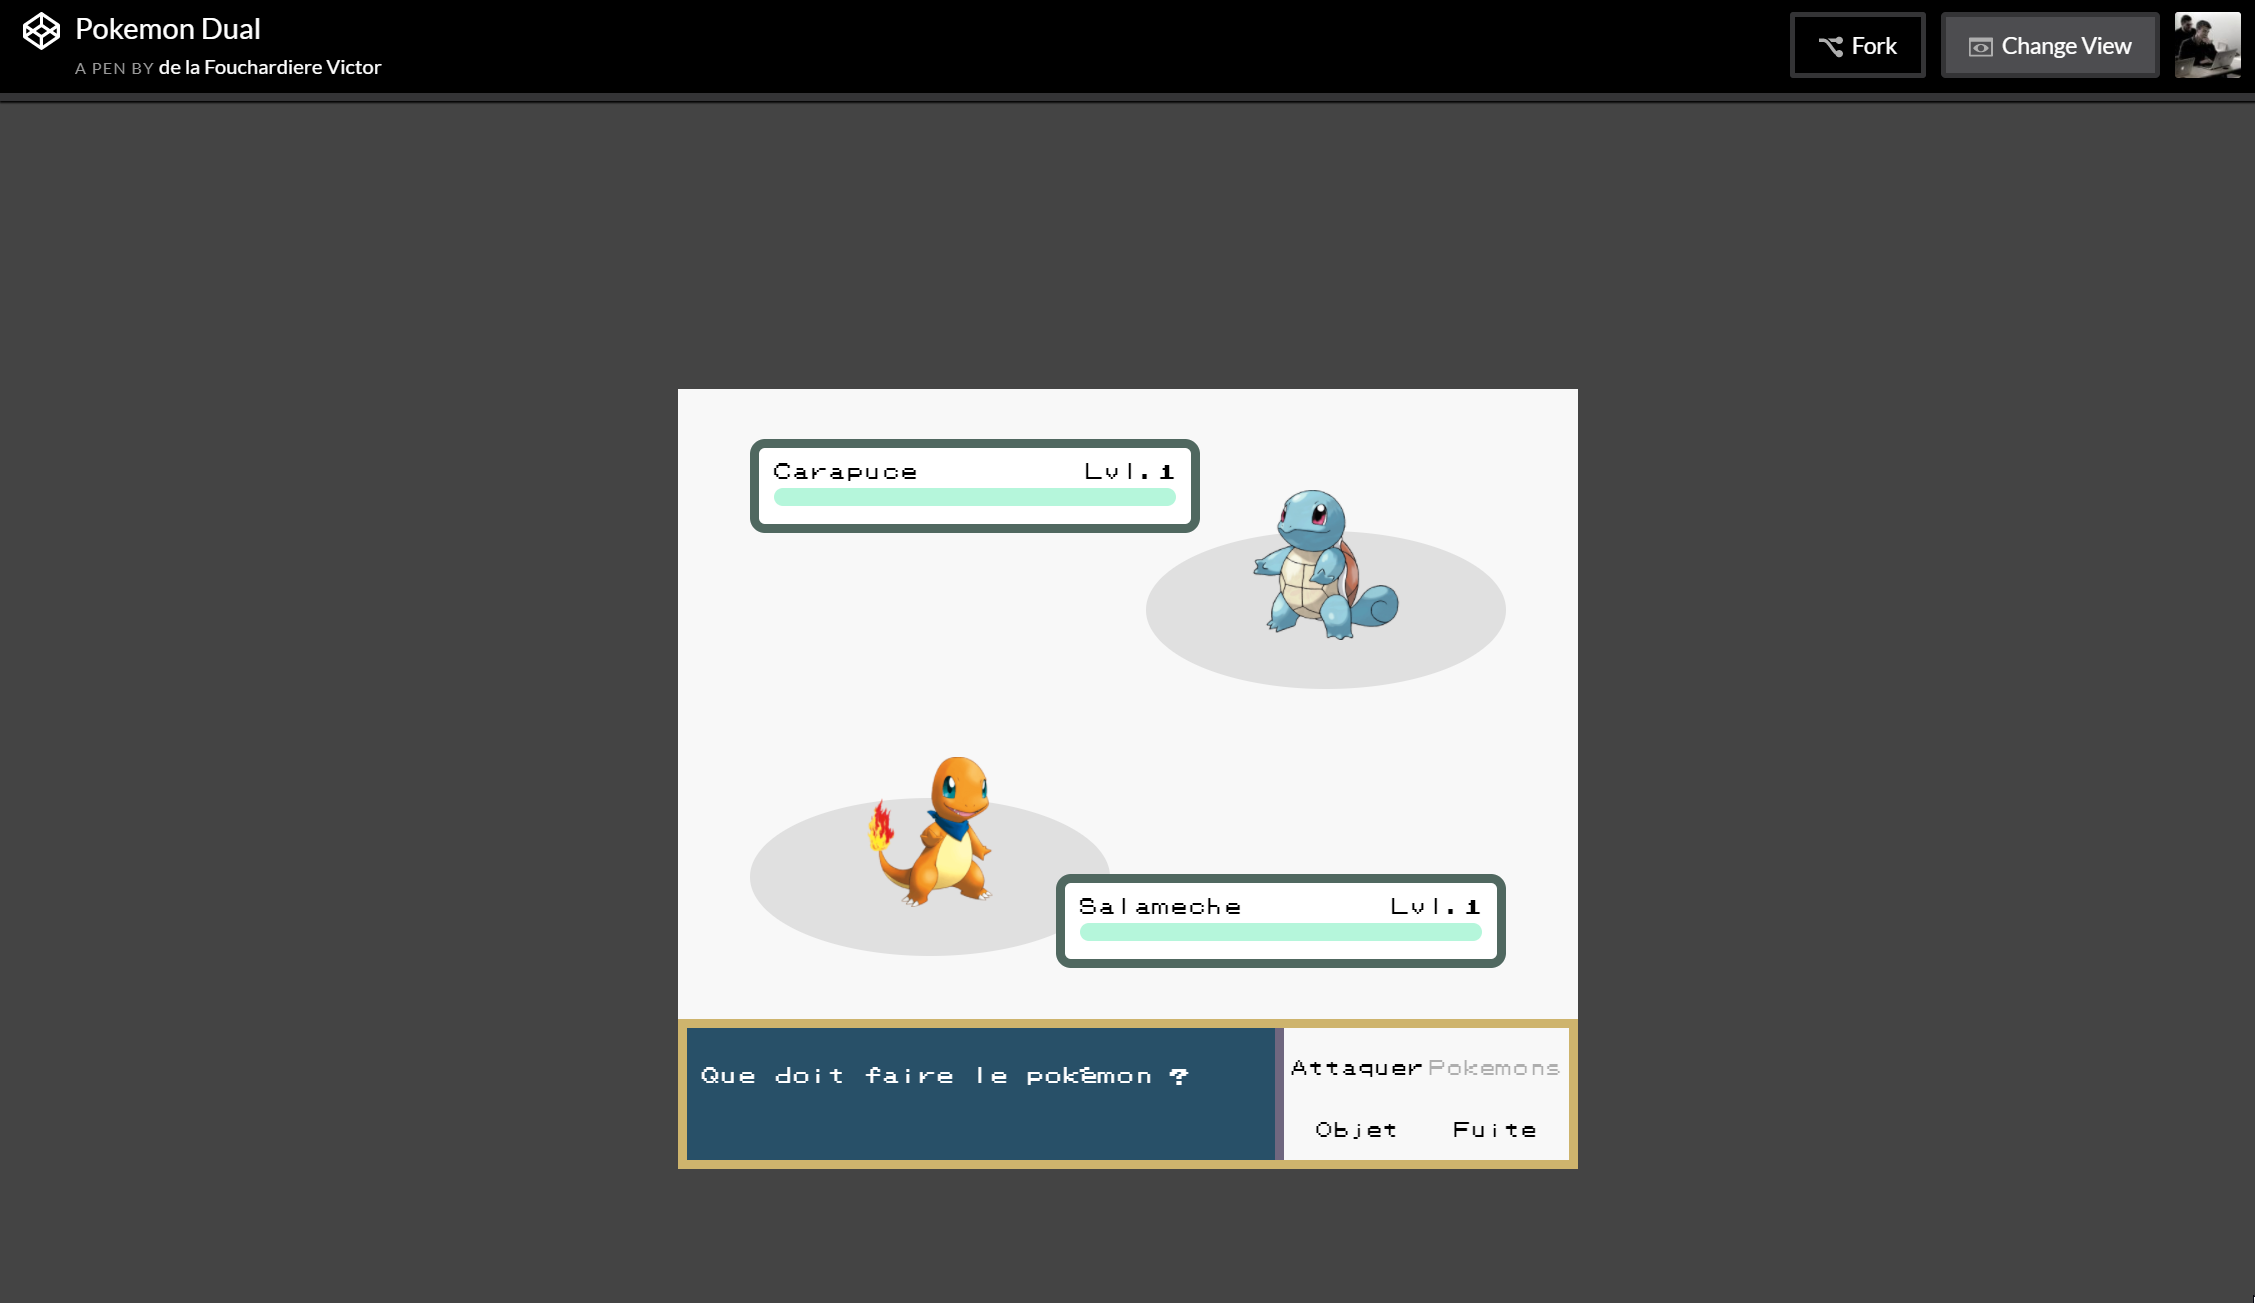 Pokemon Dual
A PEN BY de la Fouchardiere Victor
Fork
Change View
Carapuce Lvl.1
Salameche Lvl.1
Que doit faire le pokémon ?
Attaquer Pokemons
Objet Fuite